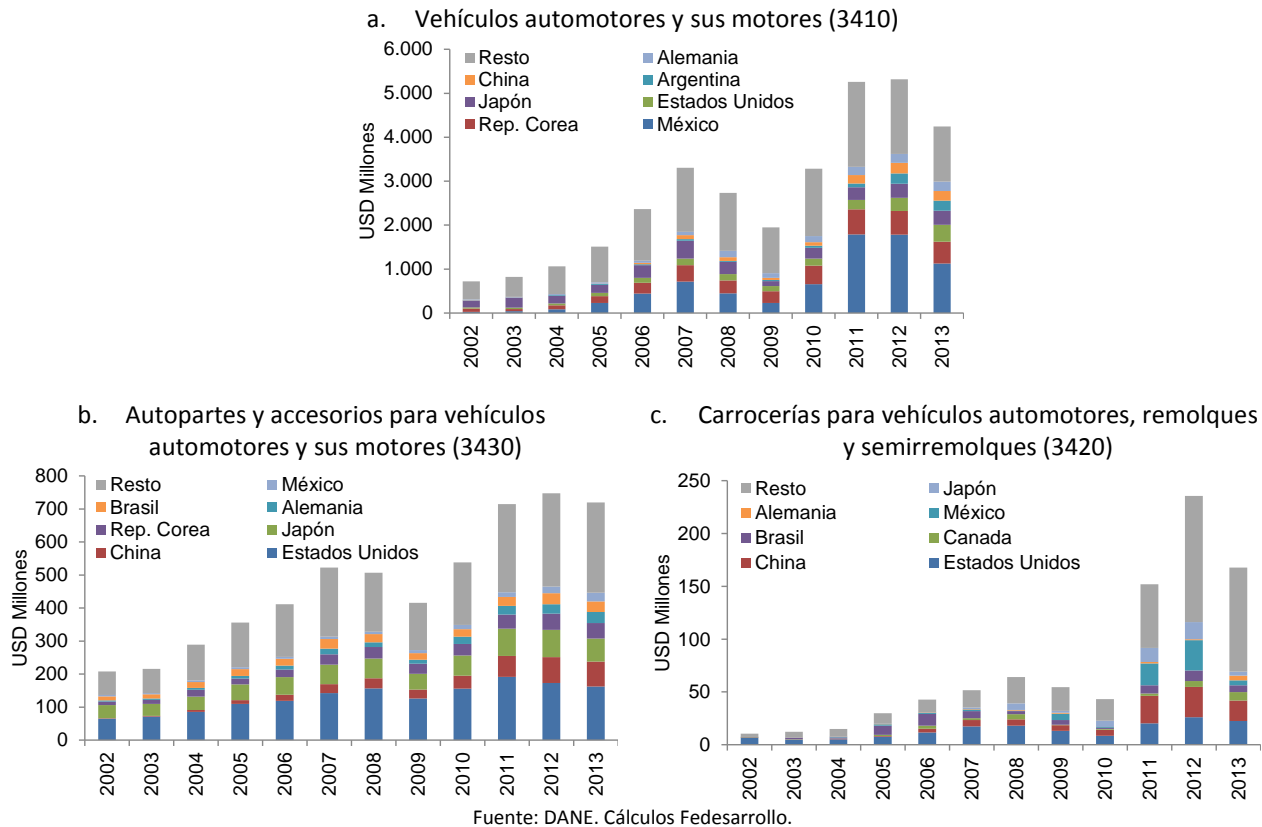 a. Vehículos automotores y sus motores (3410)
6.000
5.000
4.000
3.000
2.000
1.000
0
USD Millones
Resto
Alemania
China
Argentina
Japón
Estados Unidos
Rep. Corea
México
2002
2003
2004
2005
2006
2007
2008
2009
2010
2011
2012
2013
b. Autopartes y accesorios para vehículos
automotores y sus motores (3430)
800
700
600
500
400
300
200
100
0
USD Millones
Resto
México
Brasil
Alemania
Rep. Corea
Japón
China
Estados Unidos
2002
2003
2004
2005
2006
2007
2008
2009
2010
2011
2012
2013
c. Carrocerías para vehículos automotores, remolques
y semirremolques (3420)
250
200
150
100
50
0
USD Millones
Resto
Japón
Alemania
México
Brasil
Canada
China
Estados Unidos
2002
2003
2004
2005
2006
2007
2008
2009
2010
2011
2012
2013
Fuente: DANE. Cálculos Fedesarrollo.